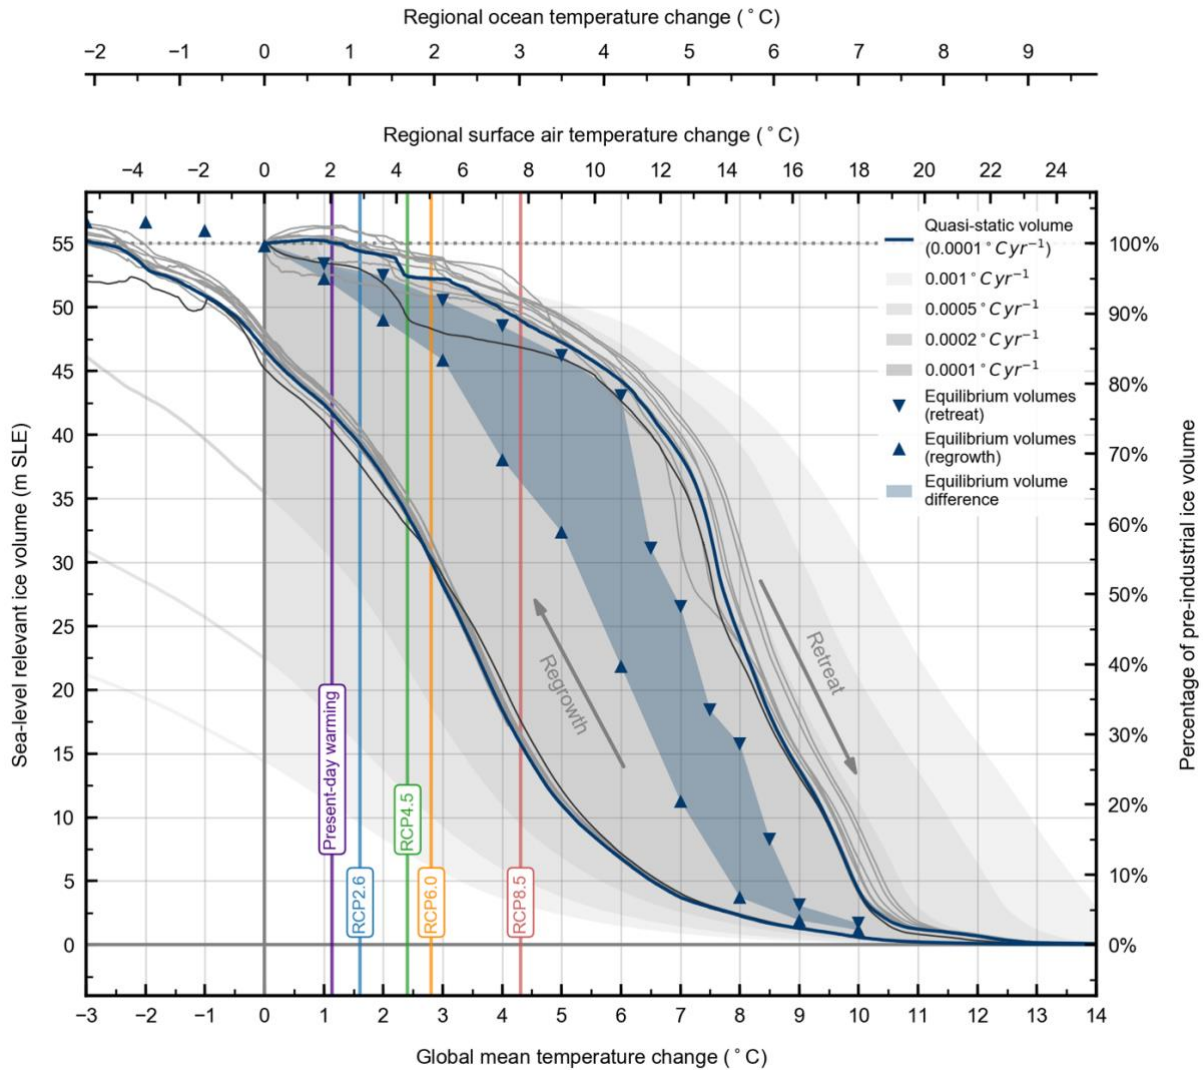 Regional ocean temperature change (°C)
−2 −1 0 1 2 3 4 5 6 7 8 9
Regional surface air temperature change (°C)
−4 −2 0 2 4 6 8 10 12 14 16 18 20 22 24
Sea-level relevant ice volume (m SLE)
55
50
45
40
35
30
25
20
15
10
5
0
Quasi-static volume
(0.0001°C yr⁻¹)
0.001°C yr⁻¹
0.0005°C yr⁻¹
0.0002°C yr⁻¹
0.0001°C yr⁻¹
Equilibrium volumes
(retreat)
Equilibrium volumes
(regrowth)
Equilibrium volume
difference
Regrowth
Retreat
Present-day warming
RCP2.6
RCP4.5
RCP6.0
RCP8.5
100%
90%
80%
70%
60%
50%
40%
30%
20%
10%
0%
Percentage of pre-industrial ice volume
−3 −2 −1 0 1 2 3 4 5 6 7 8 9 10 11 12 13 14
Global mean temperature change (°C)